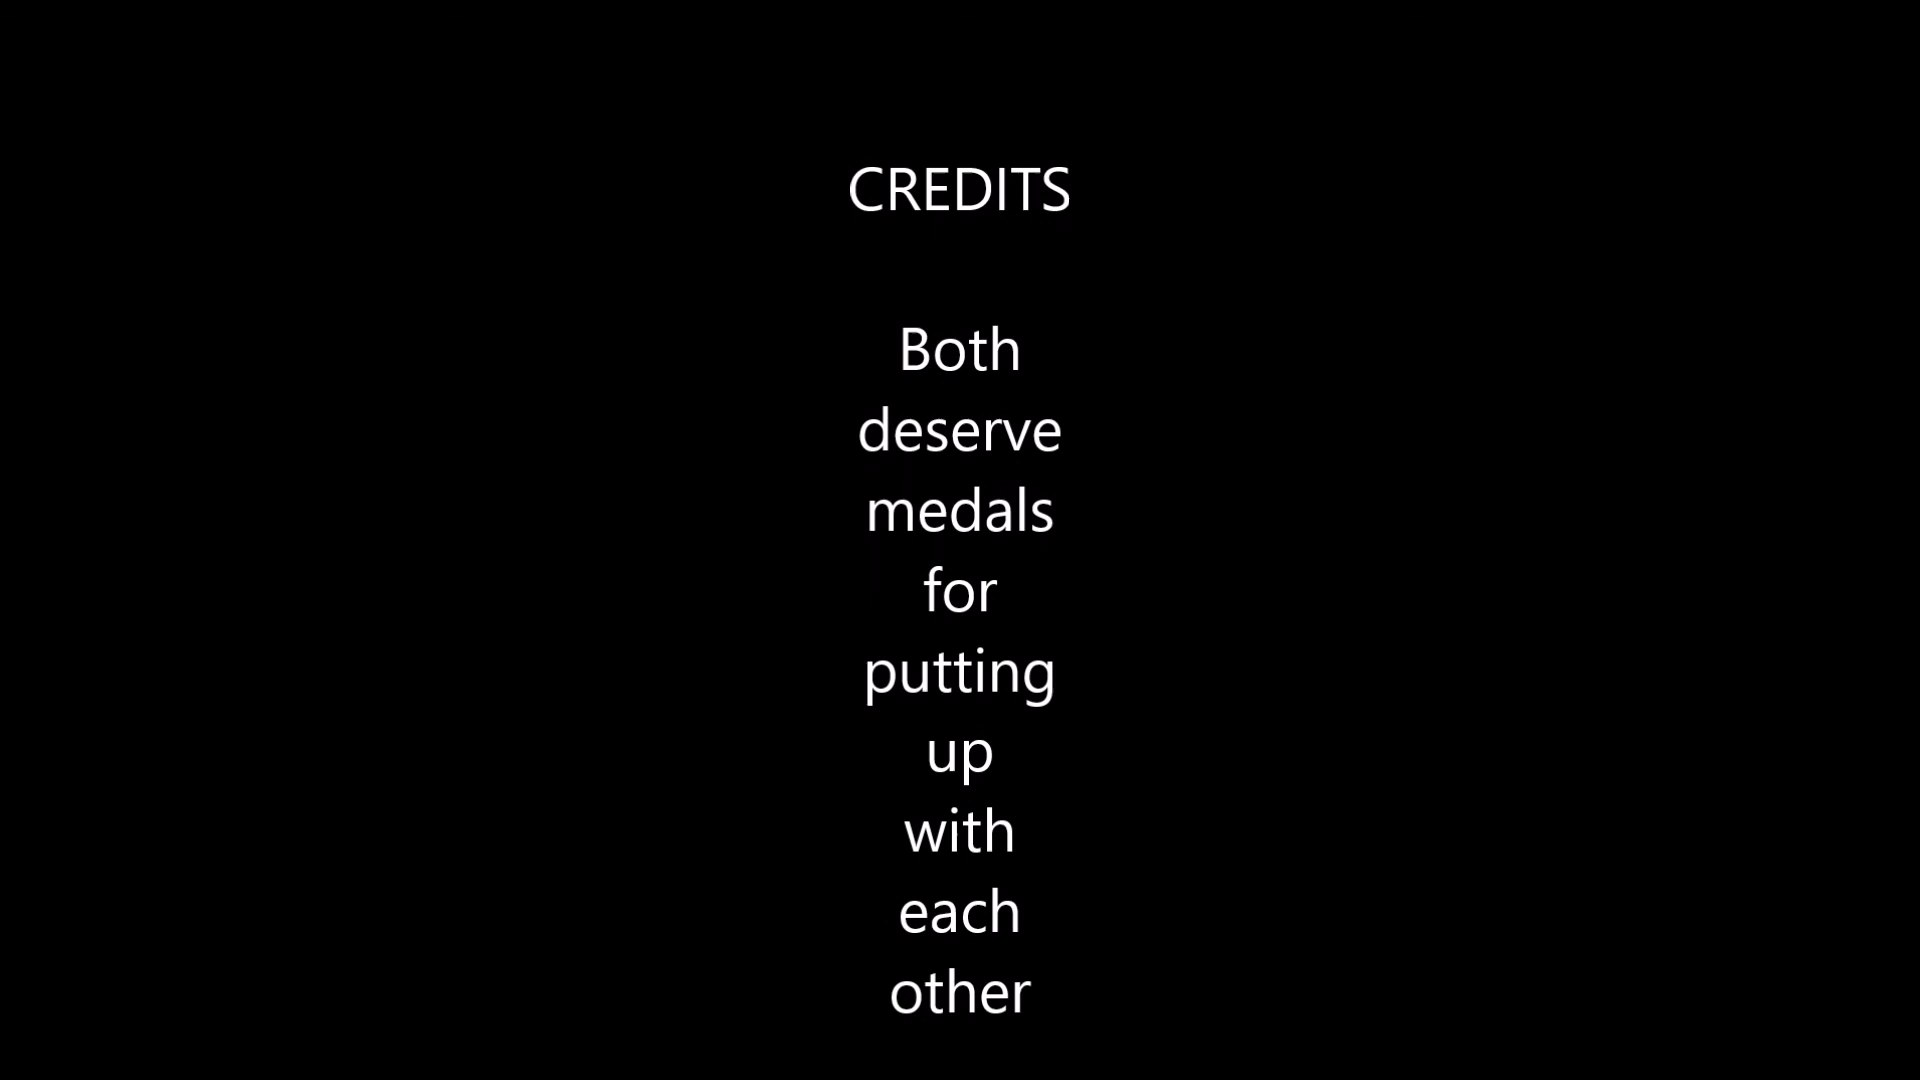 CREDITS
Both
deserve
medals
for
putting
up
with
each
other